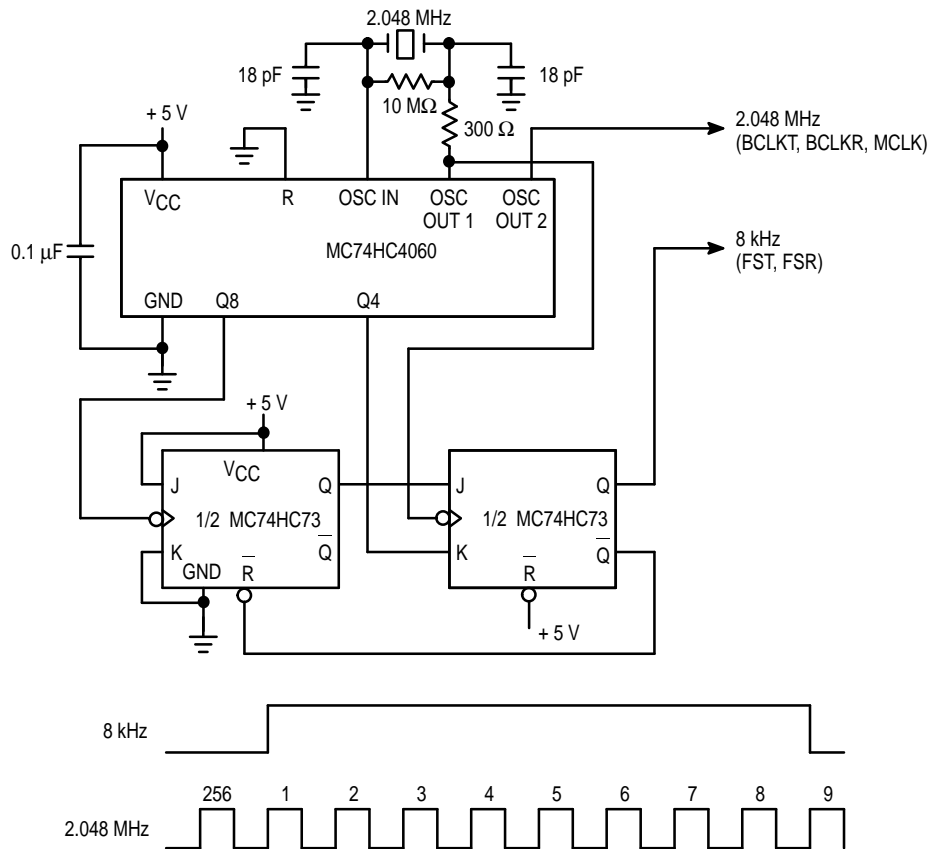 2.048 MHz
18 pF
18 pF
10 MΩ
300 Ω
+ 5 V
2.048 MHz
(BCLKT, BCLKR, MCLK)
VCC
R
OSC IN
OSC
OUT 1
OSC
OUT 2
MC74HC4060
0.1 µF
8 kHz
(FST, FSR)
GND
Q8
Q4
+ 5 V
VCC
J
Q
1/2 MC74HC73
K
Q
GND
R
J
Q
1/2 MC74HC73
K
Q
R
+ 5 V
8 kHz
256 1 2 3 4 5 6 7 8 9
2.048 MHz